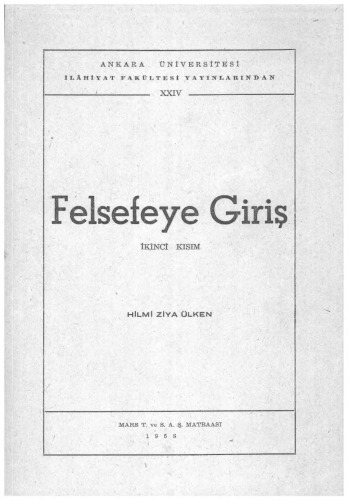 ANKARA ÜNİVERSİTESİ
İLÂHİYAT FAKÜLTESİ YAYINLARINDAN
XXIV
Felsefeye Giriş
İKİNCİ KISIM
HİLMİ ZİYA ÜLKEN
MARS T. ve S. A. Ş. MATBAASI
1958